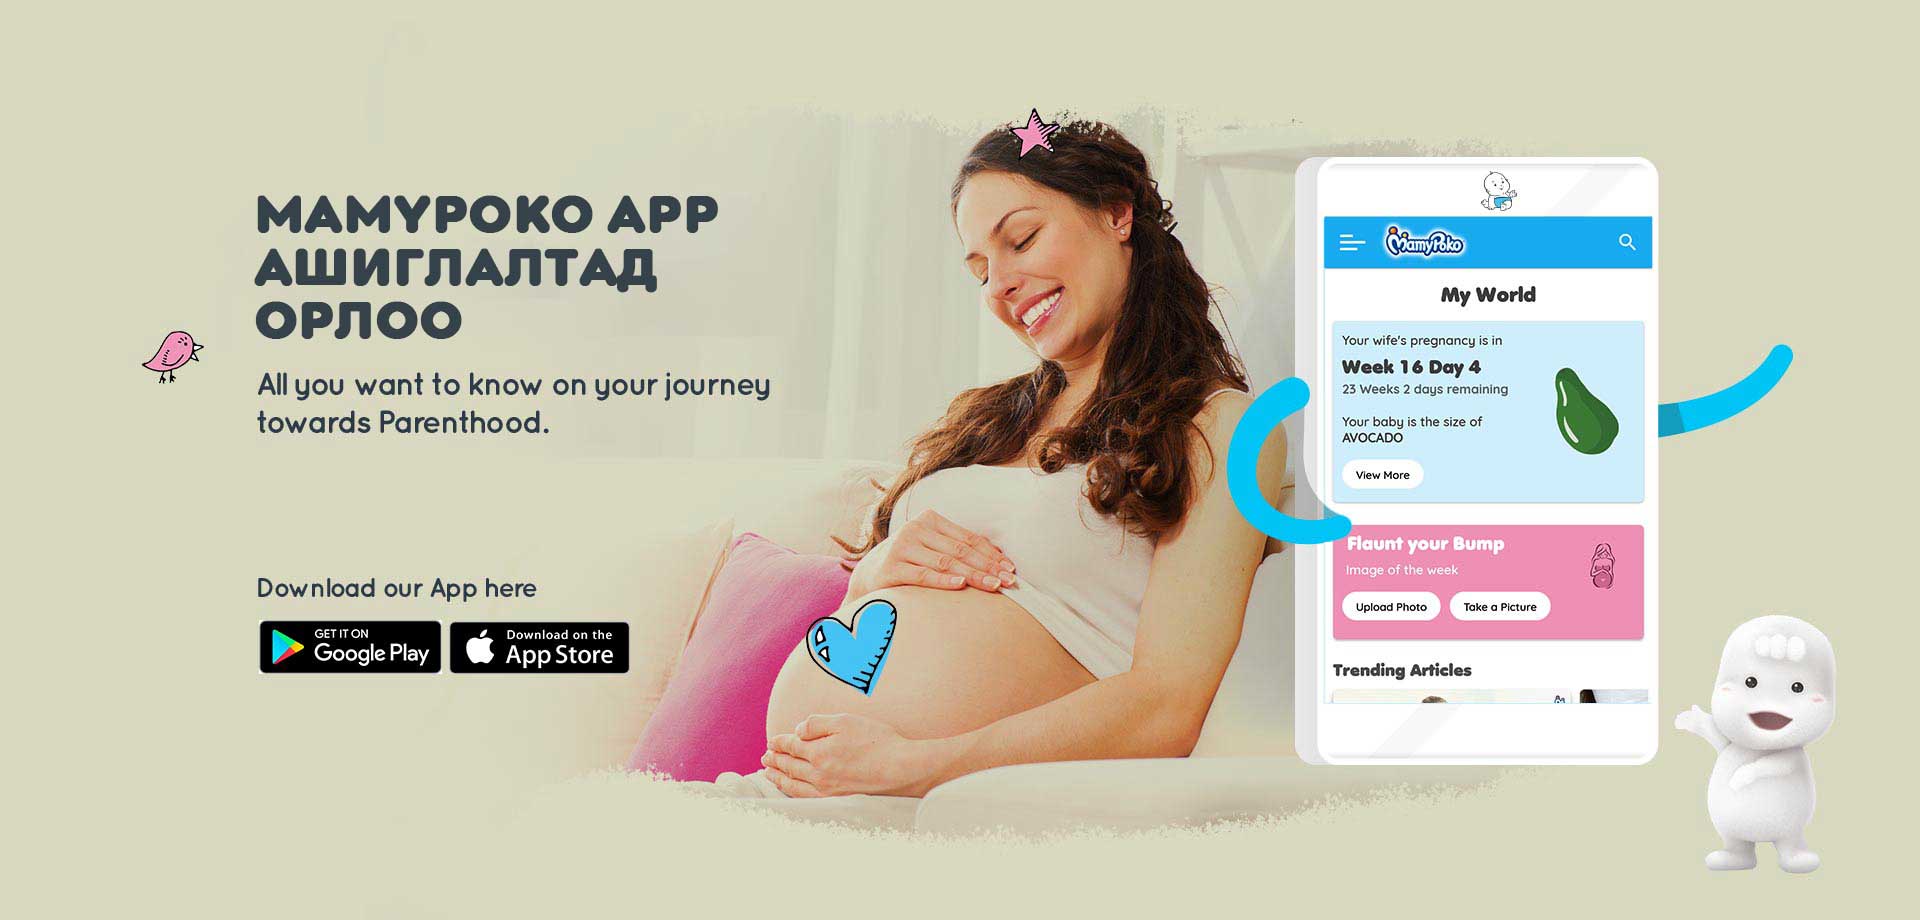 MAMYPOKO APP
АШИГЛАЛТАД
ОРЛОО
All you want to know on your journey
towards Parenthood.
Download our App here
GET IT ON
Google Play
Download on the
App Store
MamyPoko
My World
Your wife's pregnancy is in
Week 16 Day 4
23 Weeks 2 days remaining
Your baby is the size of
AVOCADO
View More
Flaunt your Bump
Image of the week
Upload Photo
Take a Picture
Trending Articles